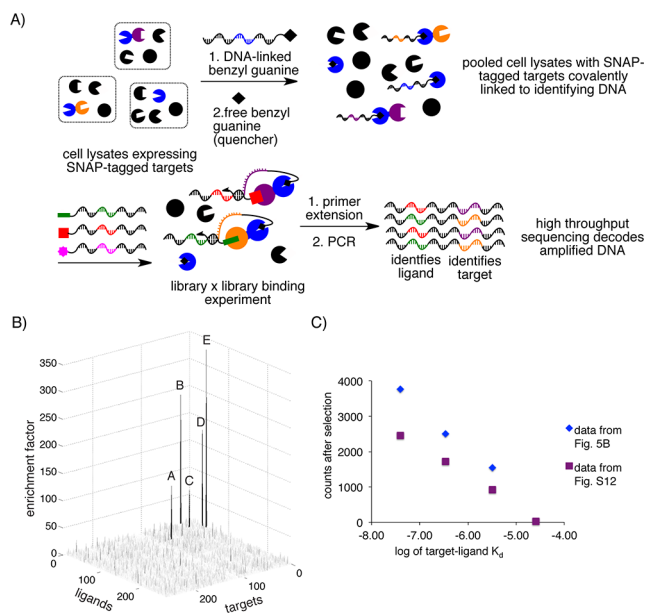 A)
1. DNA-linked
benzyl guanine
2.free benzyl
guanine
(quencher)
pooled cell lysates with SNAP-
tagged targets covalently
linked to identifying DNA
cell lysates expressing
SNAP-tagged targets
library x library binding
experiment
1. primer
extension
2. PCR
identfies
ligand
identifies
target
high throughput
sequencing decodes
amplified DNA
B)
enrichment factor
350
300
250
200
150
100
50
0
A
B
C
D
E
0
100
200
ligands
200
100
0
targets
C)
counts after selection
4000
3000
2000
1000
0
-8.00
-7.00
-6.00
-5.00
-4.00
log of target-ligand Kd
data from
Fig. 5B
data from
Fig. S12